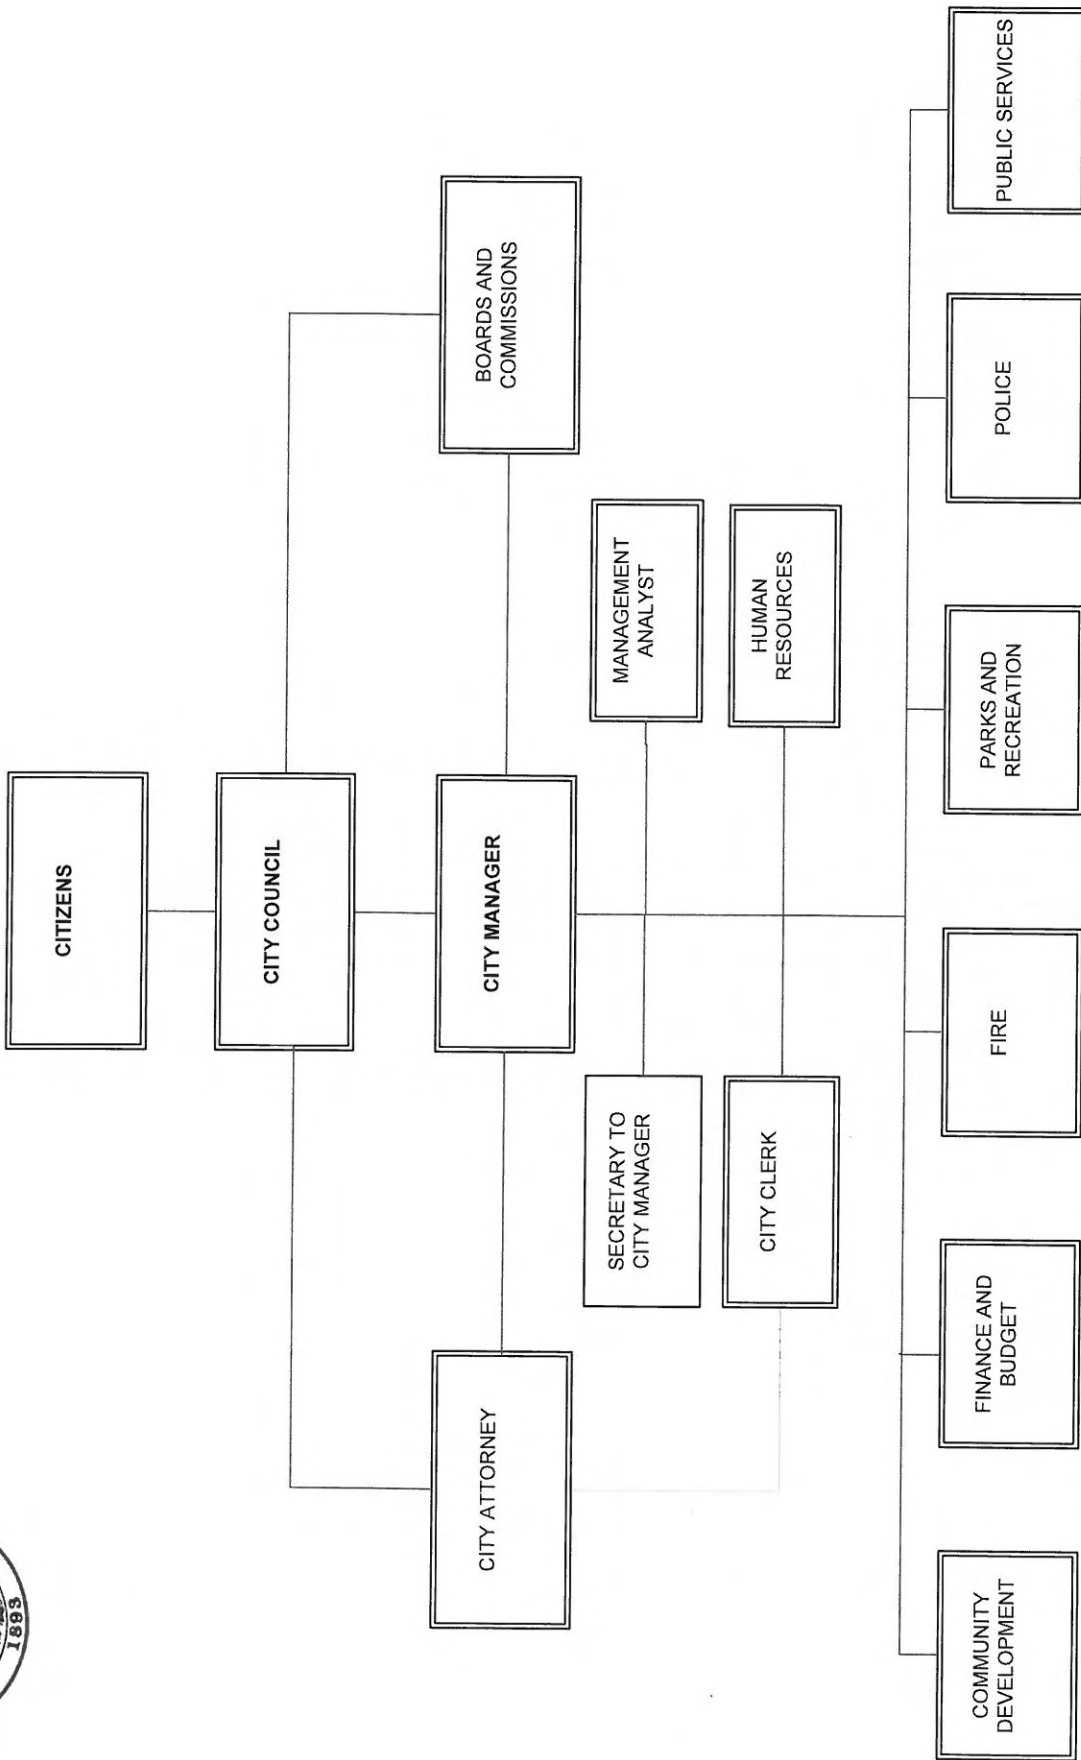 CITIZENS
CITY COUNCIL
CITY ATTORNEY
CITY MANAGER
BOARDS AND
COMMISSIONS
SECRETARY TO
CITY MANAGER
MANAGEMENT
ANALYST
CITY CLERK
HUMAN
RESOURCES
COMMUNITY
DEVELOPMENT
FINANCE AND
BUDGET
FIRE
PARKS AND
RECREATION
POLICE
PUBLIC SERVICES
1893